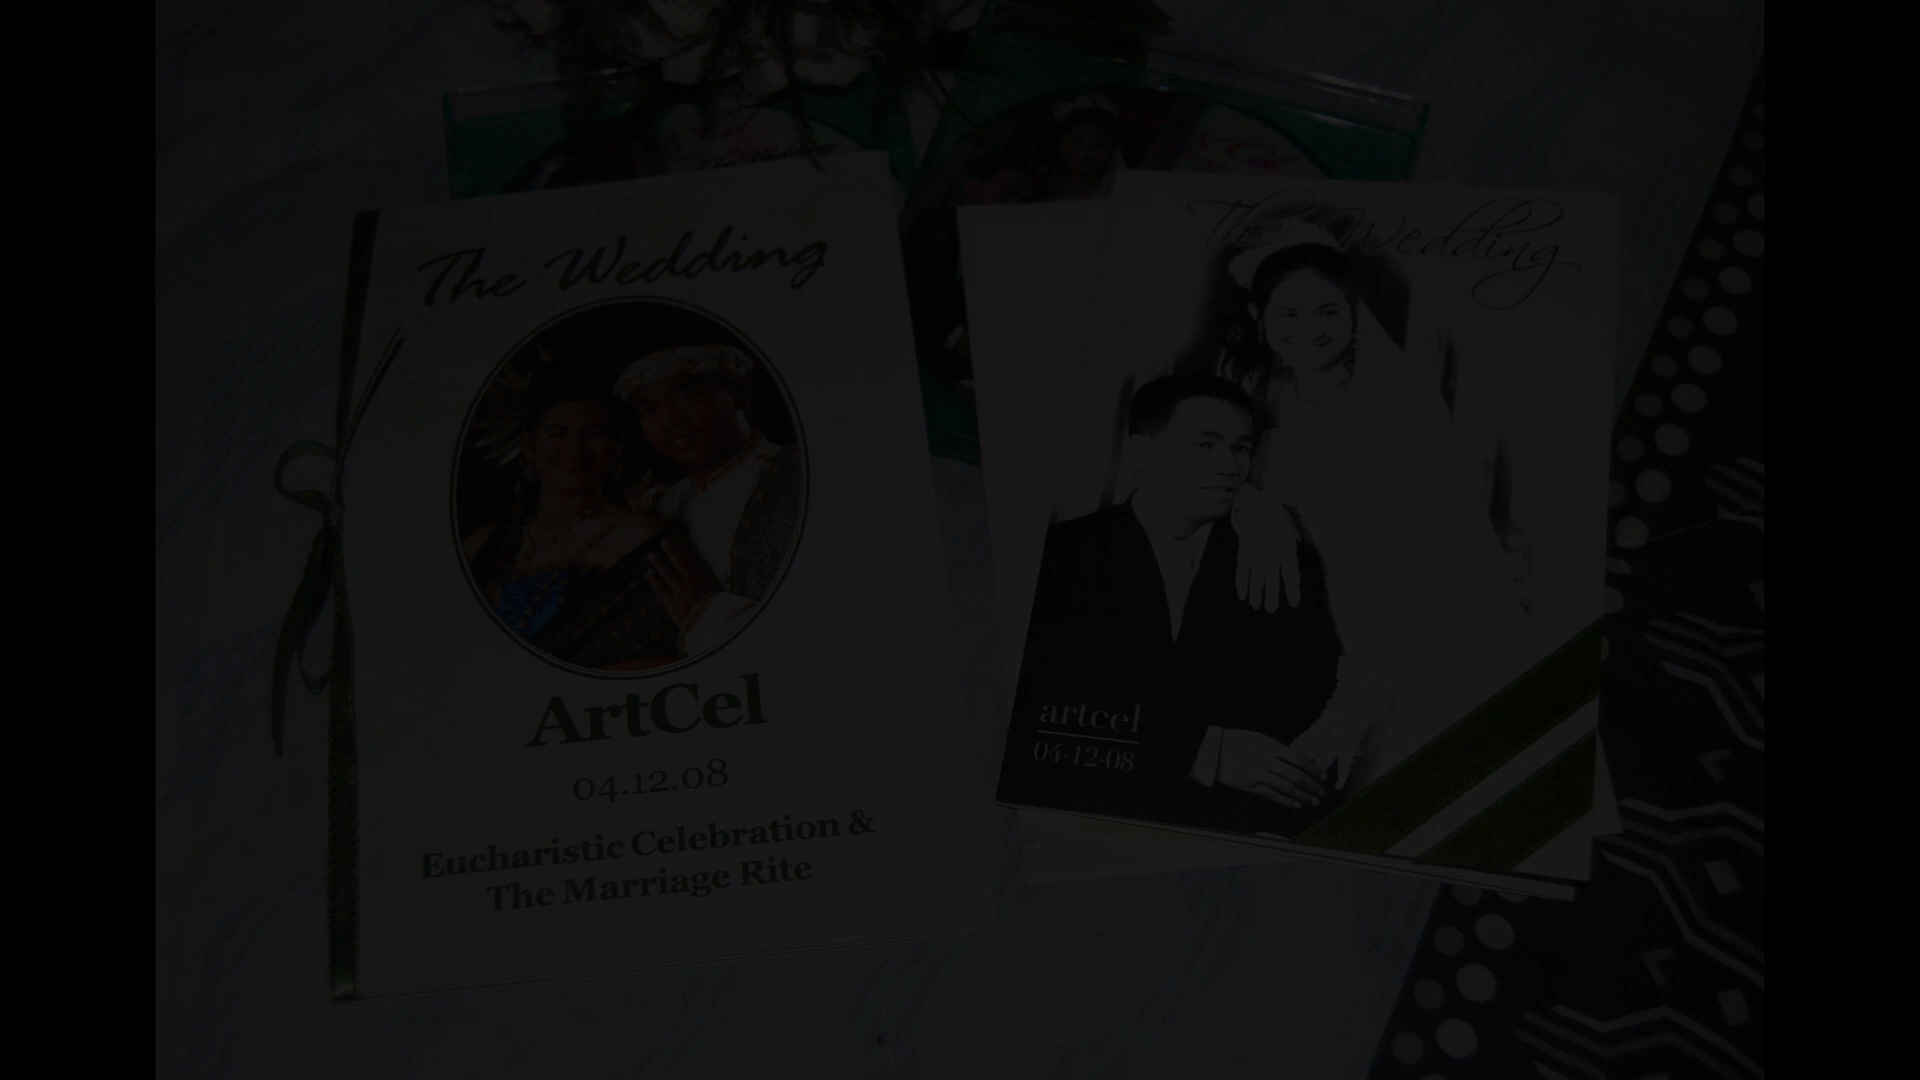 The Wedding
ArtCel
04.12.08
Eucharistic Celebration &
The Marriage Rite
The Wedding
artcel
04·12·08